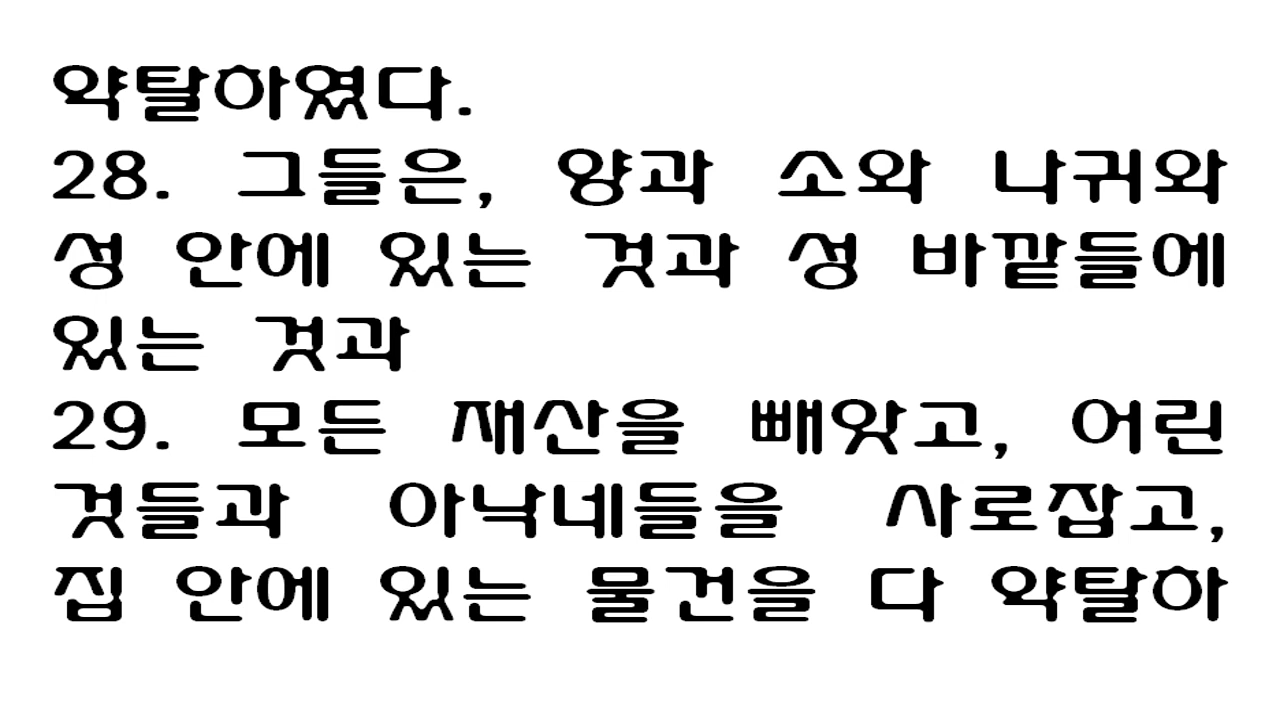 약탈하였다.
28. 그들은, 양과 소와 나귀와
성 안에 있는 것과 성 바깥들에
있는 것과
29. 모든 재산을 빼앗고, 어린
것들과 아낙네들을 사로잡고,
집 안에 있는 물건을 다 약탈하